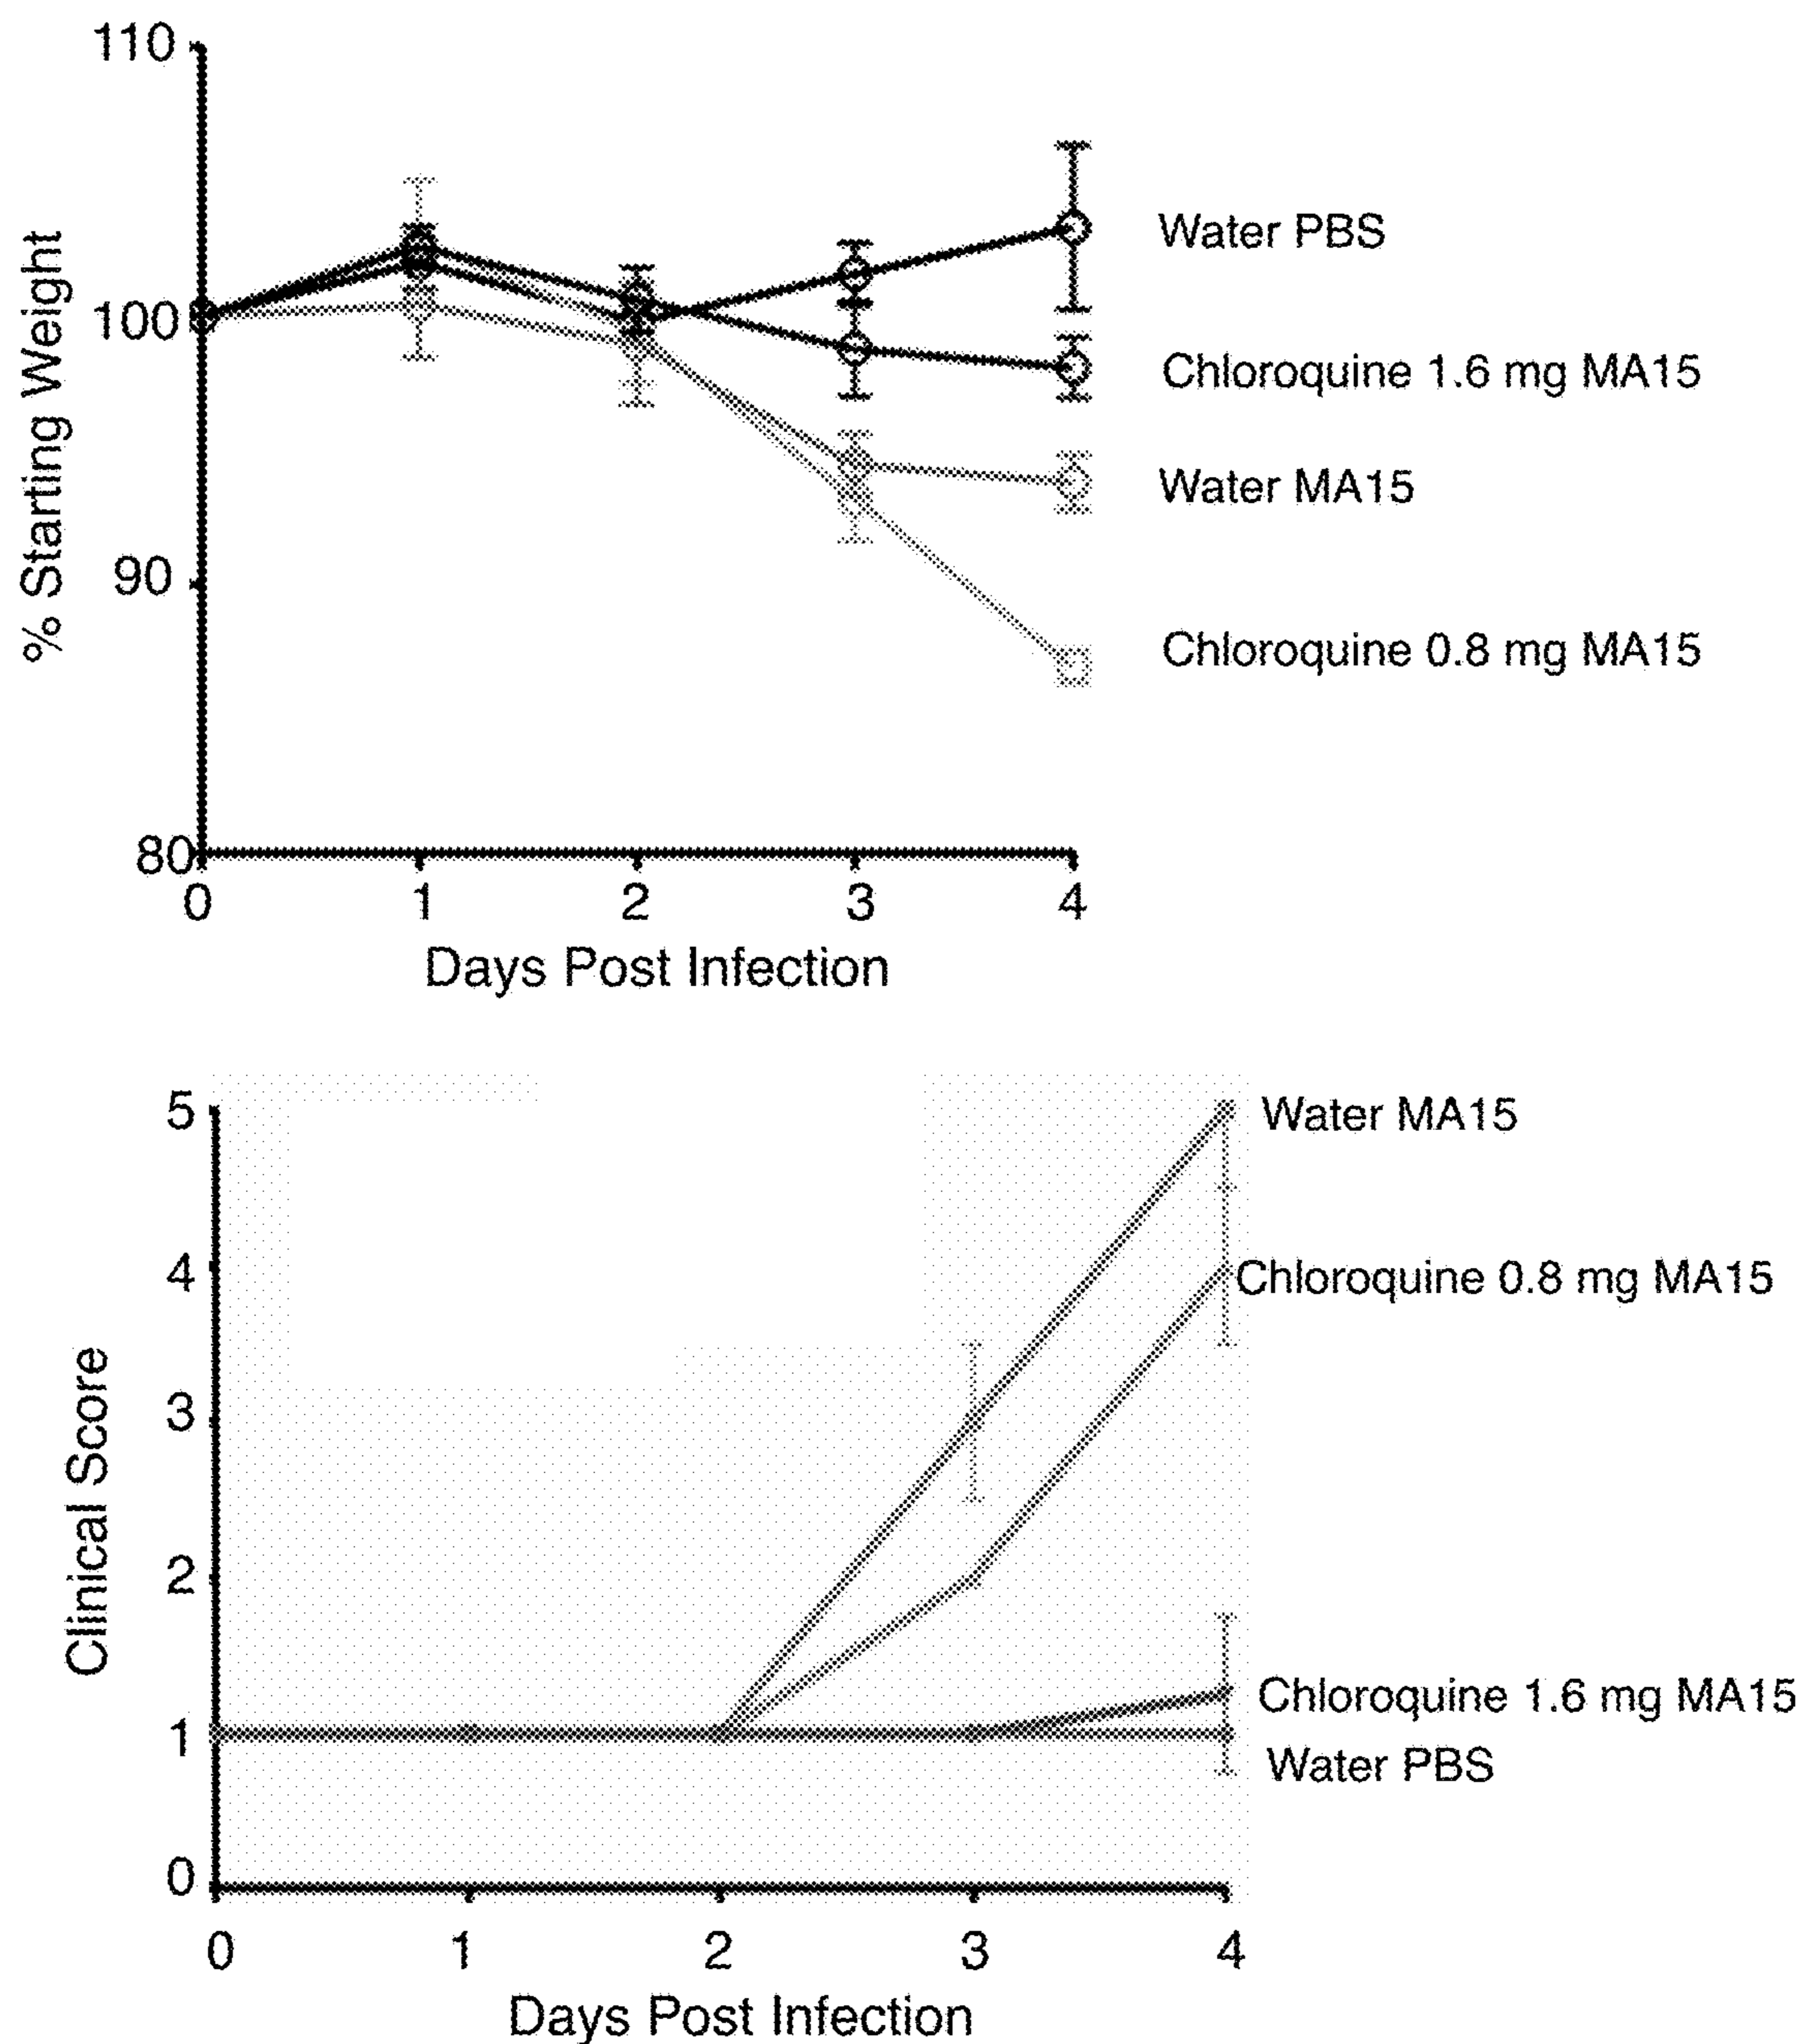 110
100
90
80
% Starting Weight
Water PBS
Chloroquine 1.6 mg MA15
Water MA15
Chloroquine 0.8 mg MA15
0 1 2 3 4
Days Post Infection
5
4
3
2
1
0
Clinical Score
Water MA15
Chloroquine 0.8 mg MA15
Chloroquine 1.6 mg MA15
Water PBS
0 1 2 3 4
Days Post Infection